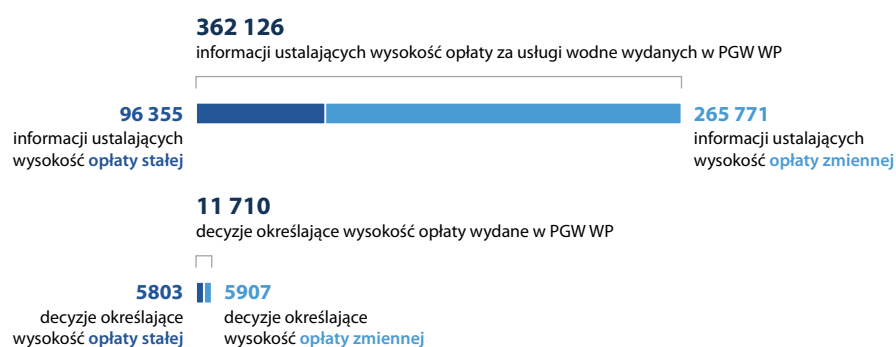 362 126
informacji ustalających wysokość opłaty za usługi wodne wydanych w PGW WP
96 355
informacji ustalających
wysokość opłaty stałej
265 771
informacji ustalających
wysokość opłaty zmiennej
11 710
decyzje określające wysokość opłaty wydane w PGW WP
5803
decyzje określające
wysokość opłaty stałej
5907
decyzje określające
wysokość opłaty zmiennej